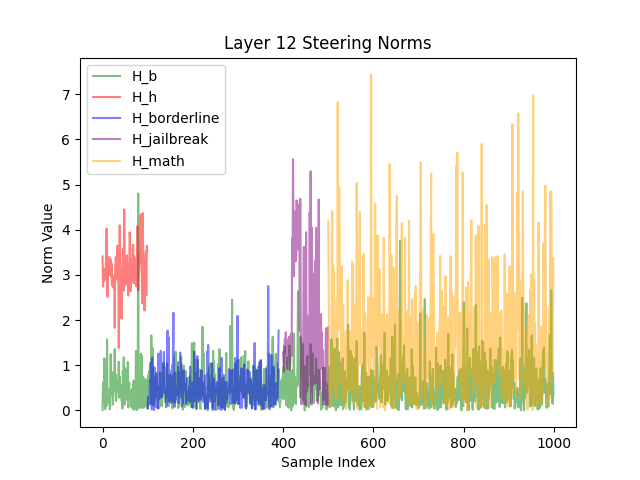 Layer 12 Steering Norms
H_b
H_h
H_borderline
H_jailbreak
H_math
Norm Value
7
6
5
4
3
2
1
0
0 200 400 600 800 1000
Sample Index